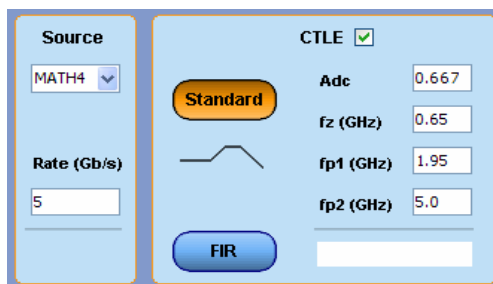 Source
MATH4
Rate (Gb/s)
5
CTLE
Standard
FIR
Adc 0.667
fz (GHz) 0.65
fp1 (GHz) 1.95
fp2 (GHz) 5.0